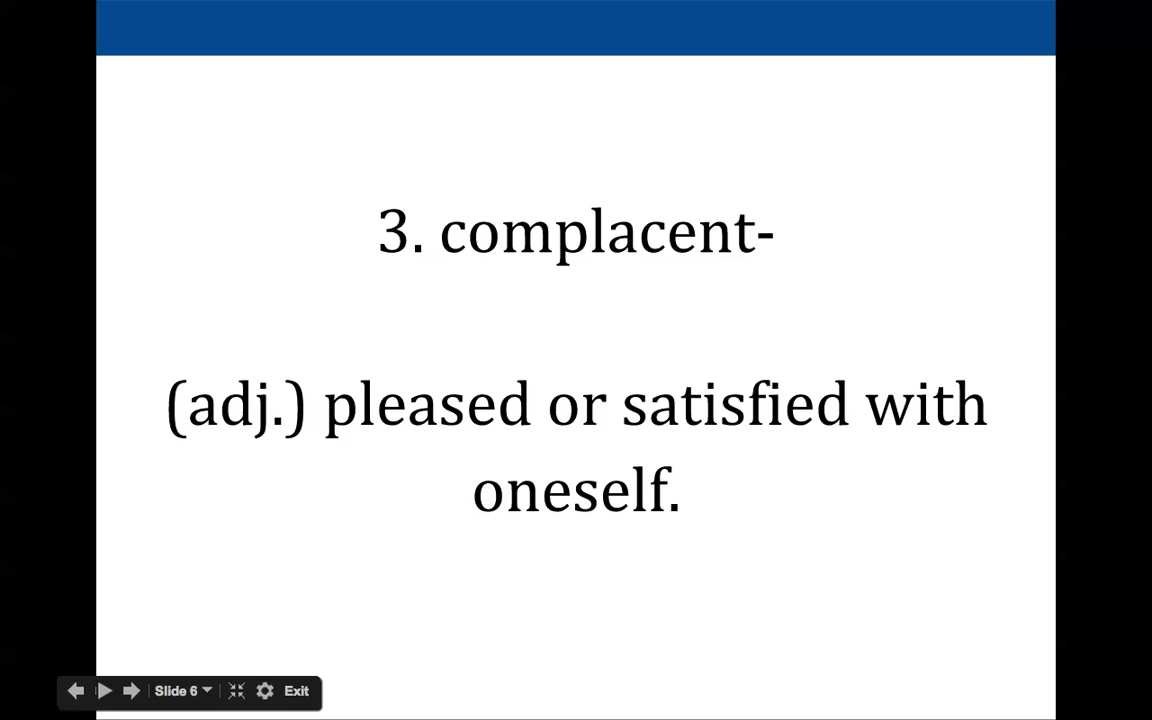 3. complacent-
(adj.) pleased or satisfied with
oneself.
Slide 6
Exit